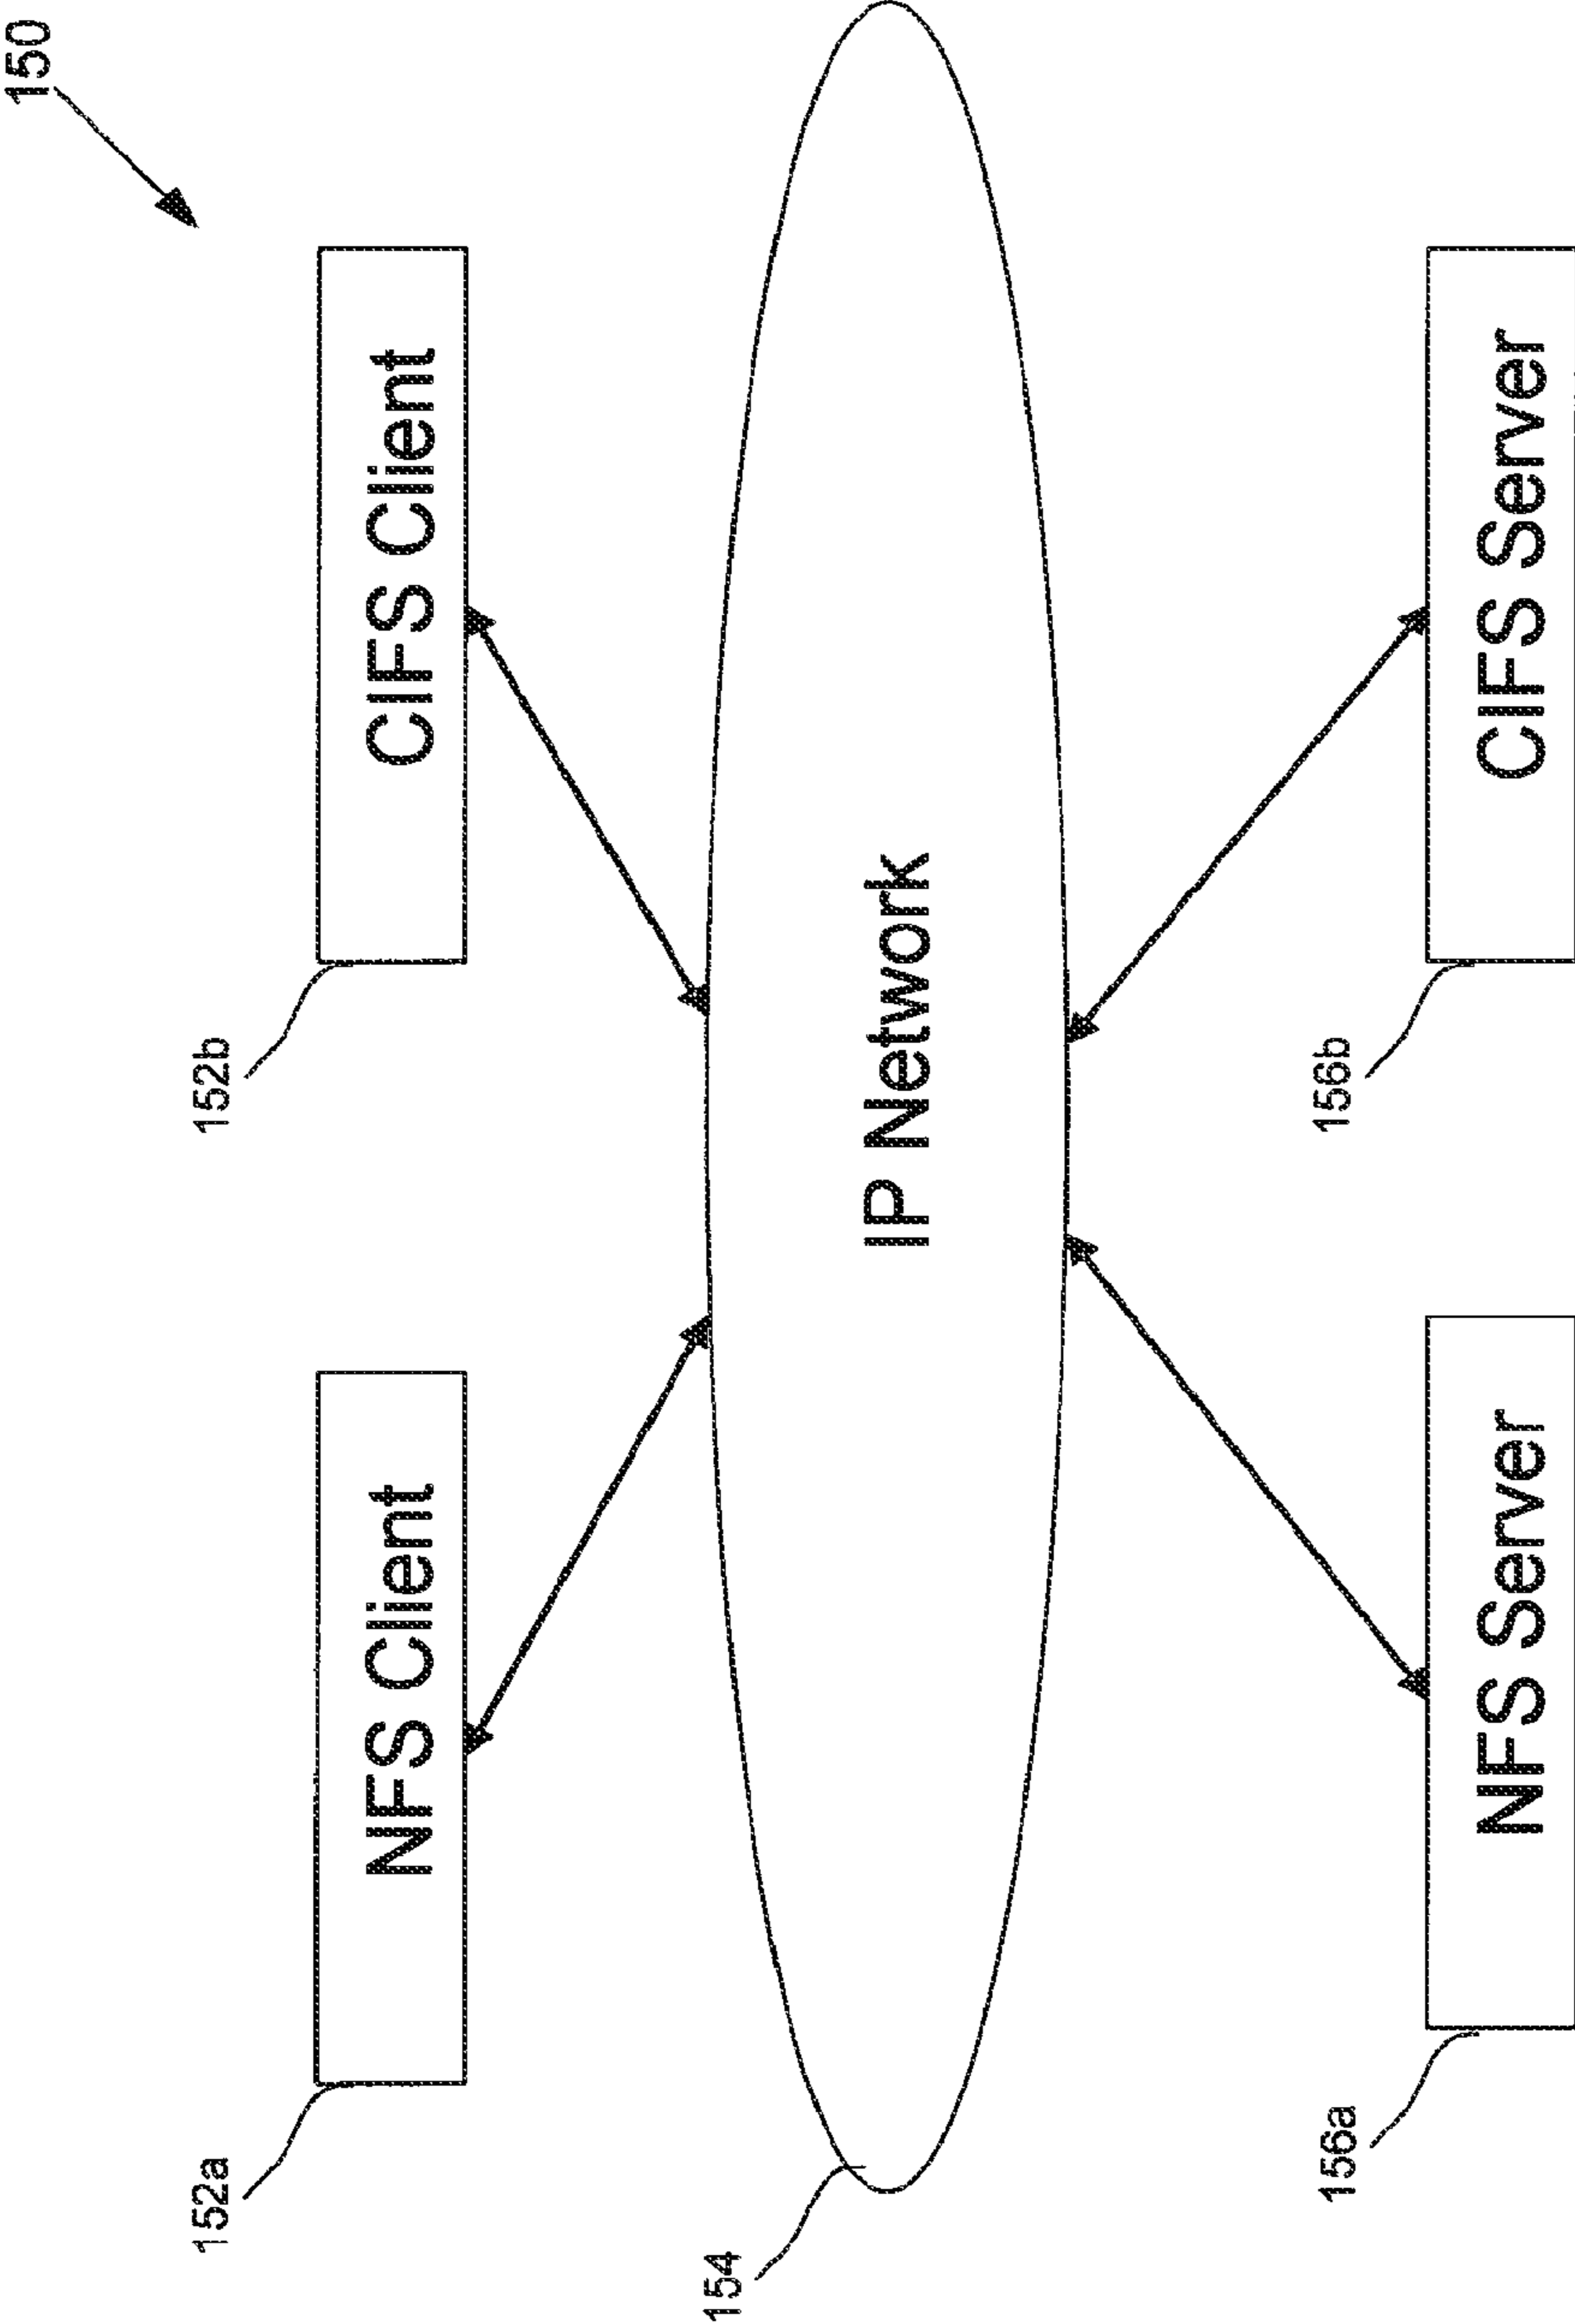 150
152a
NFS Client
152b
CIFS Client
154
IP Network
156a
NFS Server
156b
CIFS Server